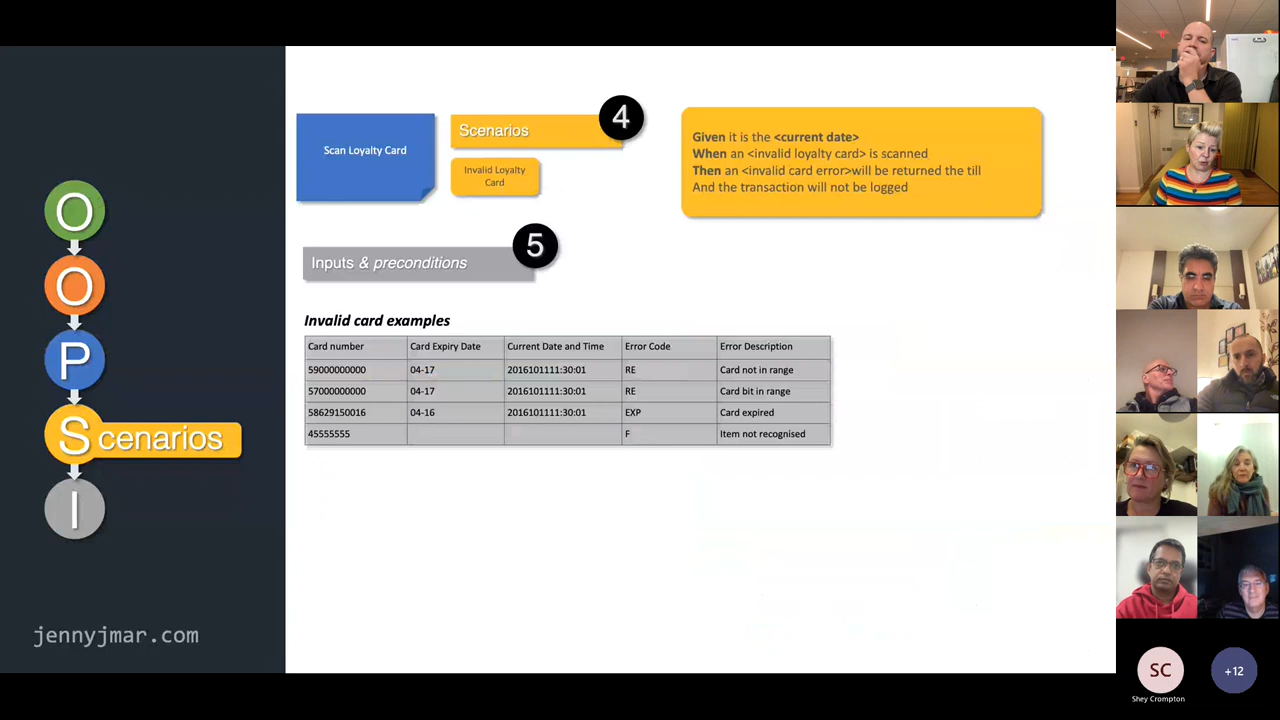 O
O
P
Scenarios
I
jennyjmar.com
Scan Loyalty Card
Scenarios
4
Invalid Loyalty
Card
Given it is the <current date>
When an <invalid loyalty card> is scanned
Then an <invalid card error>will be returned the till
And the transaction will not be logged
Inputs & preconditions
5
Invalid card examples
Card number Card Expiry Date Current Date and Time Error Code Error Description
59000000000 04-17 2016101111:30:01 RE Card not in range
57000000000 04-17 2016101111:30:01 RE Card bit in range
58629150016 04-16 2016101111:30:01 EXP Card expired
45555555 F Item not recognised
SC
Shey Crompton
+12